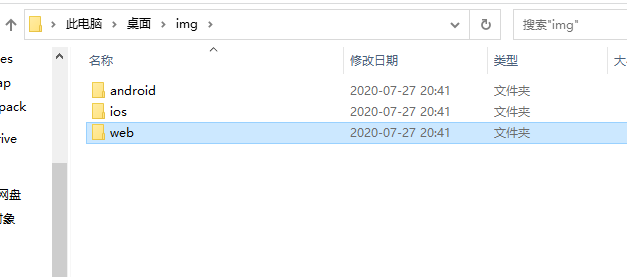 此电脑 > 桌面 > img >
搜索"img"
名称 修改日期 类型 大
es
ap
pack
rive
网盘
对象
android 2020-07-27 20:41 文件夹
ios 2020-07-27 20:41 文件夹
web 2020-07-27 20:41 文件夹